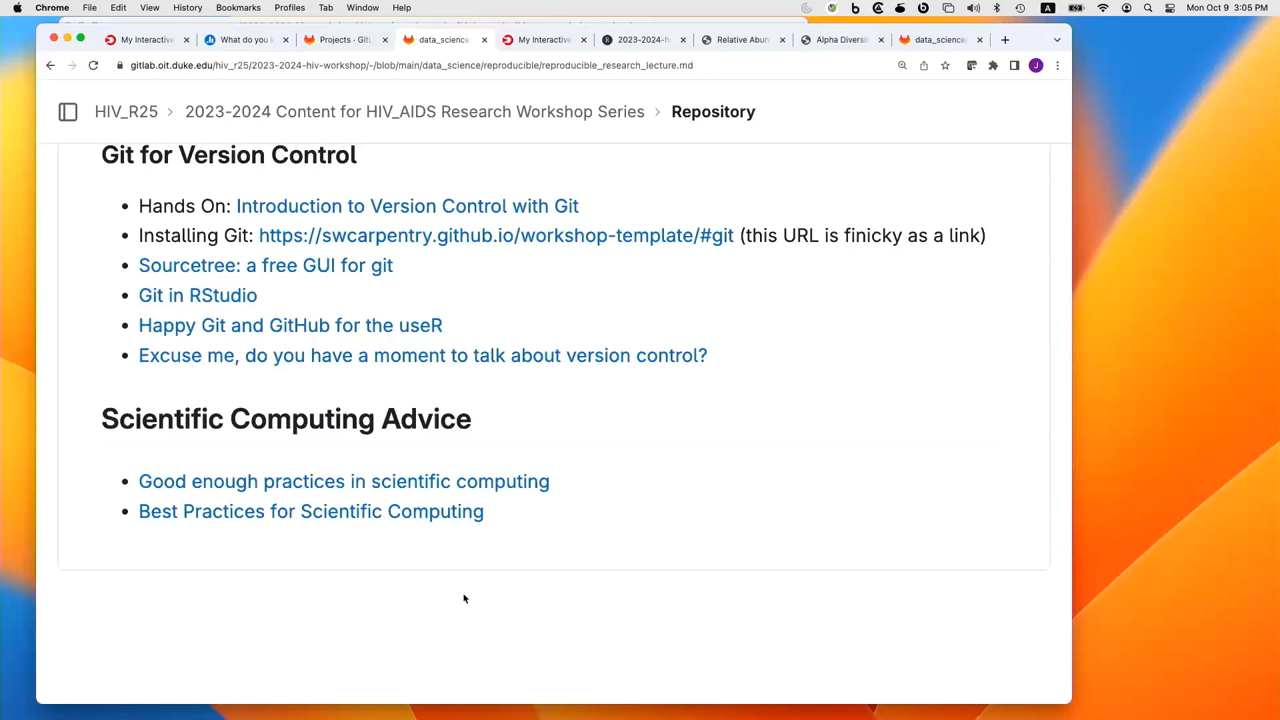 Chrome File Edit View History Bookmarks Profiles Tab Window Help
A Mon Oct 9 3:05 PM
My Interactive
What do you
Projects · GitL
data_science
My Interactive
2023-2024-h
Relative Abun
Alpha Diversit
data_science/
gitlab.oit.duke.edu/hiv_r25/2023-2024-hiv-workshop/-/blob/main/data_science/reproducible/reproducible_research_lecture.md
J
HIV_R25 › 2023-2024 Content for HIV_AIDS Research Workshop Series › Repository
Git for Version Control
• Hands On: Introduction to Version Control with Git
• Installing Git: https://swcarpentry.github.io/workshop-template/#git (this URL is finicky as a link)
• Sourcetree: a free GUI for git
• Git in RStudio
• Happy Git and GitHub for the useR
• Excuse me, do you have a moment to talk about version control?
Scientific Computing Advice
• Good enough practices in scientific computing
• Best Practices for Scientific Computing